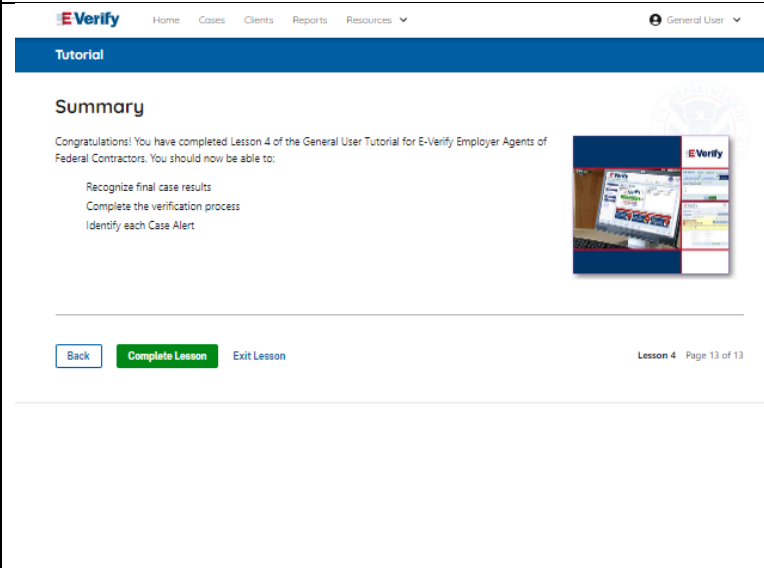 E-Verify
Home Cases Clients Reports Resources
General User
Tutorial
Summary
Congratulations! You have completed Lesson 4 of the General User Tutorial for E-Verify Employer Agents of
Federal Contractors. You should now be able to:
Recognize final case results
Complete the verification process
Identify each Case Alert
E-Verify
Back Complete Lesson Exit Lesson
Lesson 4 Page 13 of 13